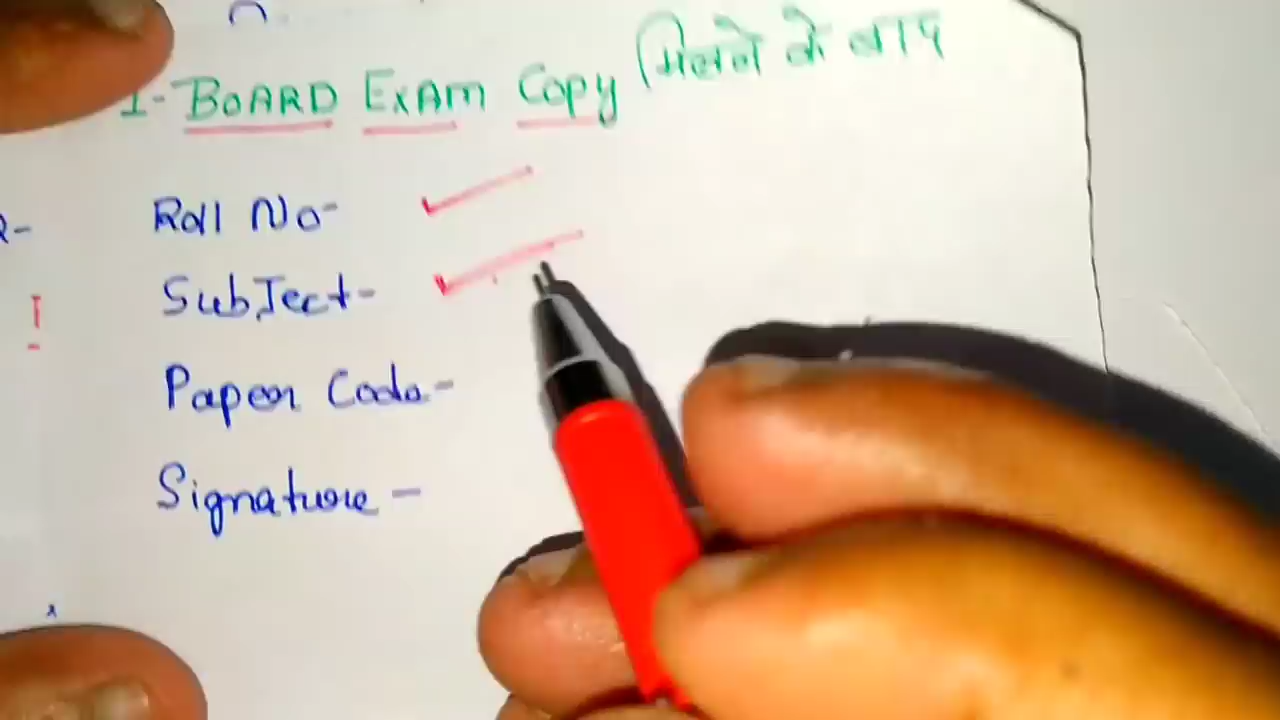 1- BOARD EXAM Copy (मिलने के बाद
Roll No-
SubJect-
Paper Code-
Signature -